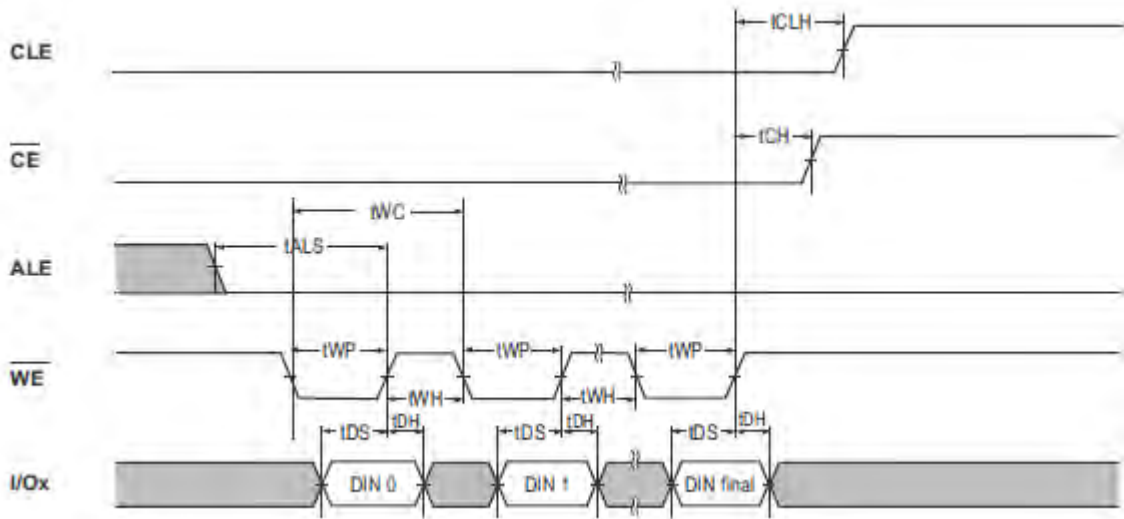 tCLH
CLE
tCH
CE
tWC
tALS
ALE
tWP tWP tWP
WE
tWH tWH
tDS tDH tDS tDH tDS tDH
I/Ox DIN 0 DIN 1 DIN final